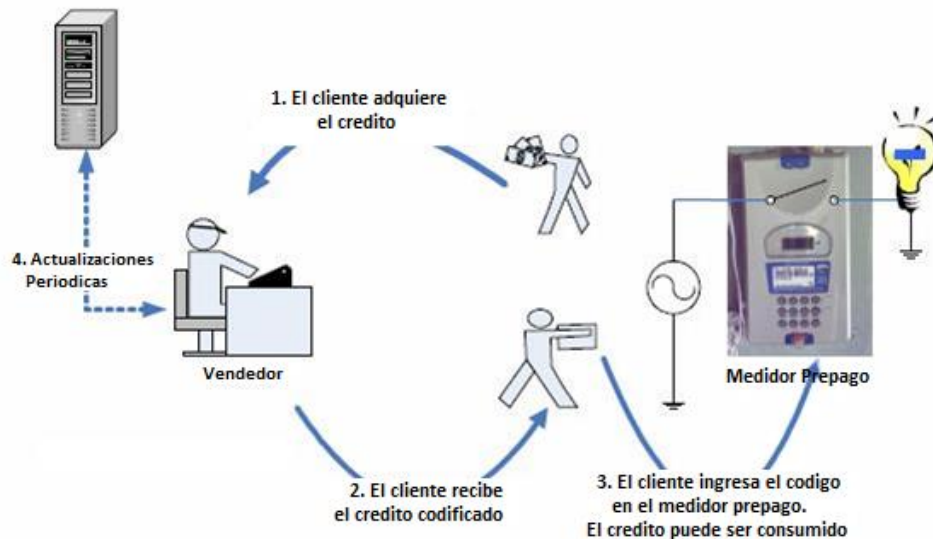 1. El cliente adquiere
el credito
4. Actualizaciones
Periodicas
Vendedor
Medidor Prepago
2. El cliente recibe
el credito codificado
3. El cliente ingresa el codigo
en el medidor prepago.
El credito puede ser consumido